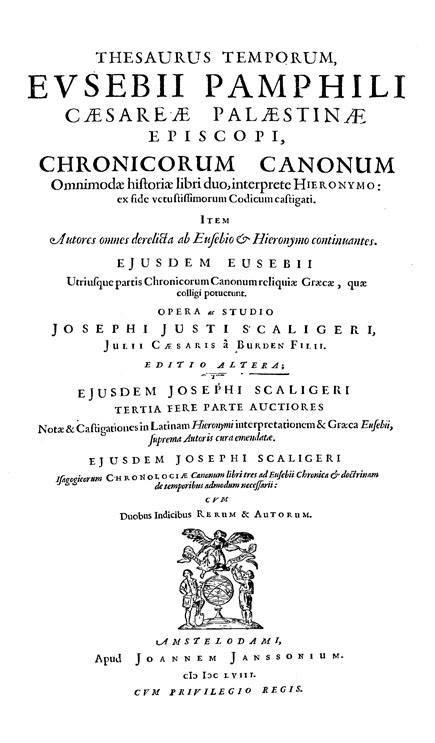 THESAURUS TEMPORUM,
EVSEBII PAMPHILI
CÆSAREÆ PALÆSTINÆ
EPISCOPI,
CHRONICORUM CANONUM
Omnimodæ historiæ libri duo, interprete HIERONYMO:
ex fide vetustissimorum Codicum castigati.
ITEM
Autores omnes derelicta ab Eusebio & Hieronymo continuantes.
EJUSDEM EUSEBII
Utriusque partis Chronicorum Canonum reliquiæ Græcæ, quæ
colligi potuerunt.
OPERA ac STUDIO
JOSEPHI JUSTI SCALIGERI,
JULII CÆSARIS à BURDEN FILII.
EDITIO ALTERA;
EJUSDEM JOSEPHI SCALIGERI
TERTIA FERE PARTE AUCTIORES
Notæ & Castigationes in Latinam Hieronymi interpretationem & Græca Eusebii,
suprema Autoris cura emendatæ.
EJUSDEM JOSEPHI SCALIGERI
Isagogicorum CHRONOLOGIÆ Canonum libri tres ad Eusebii Chronica & doctrinam
de temporibus admodum necessarii:
CVM
Duobus Indicibus RERUM & AUTORUM.
AMSTELODAMI,
Apud JOANNEM JANSSONIUM.
cIɔ Iɔc LVIII.
CVM PRIVILEGIO REGIS.